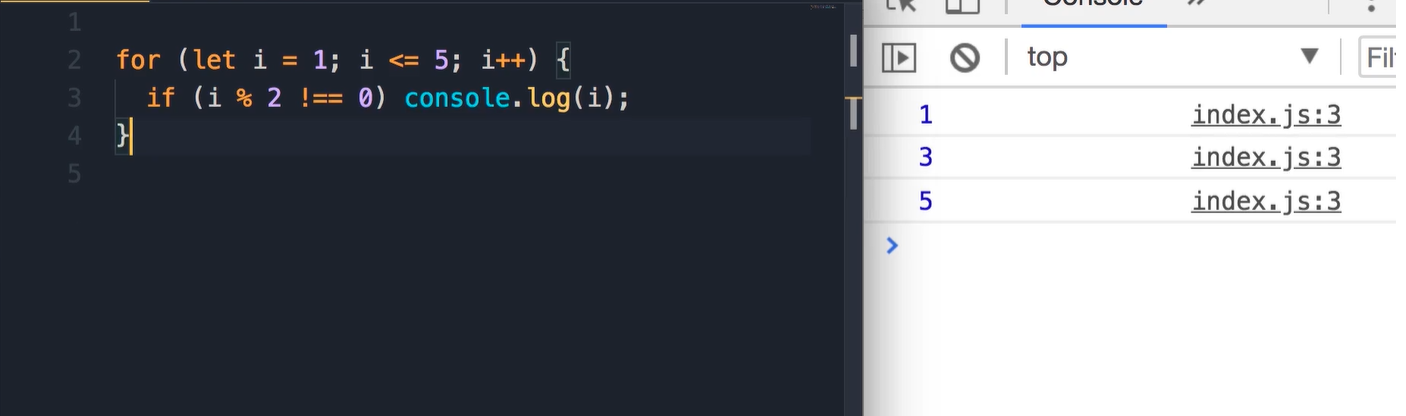 1
2 for (let i = 1; i <= 5; i++) {
3 if (i % 2 !== 0) console.log(i);
4 }
5
Console »
top ▼ Fil
1 index.js:3
3 index.js:3
5 index.js:3
>